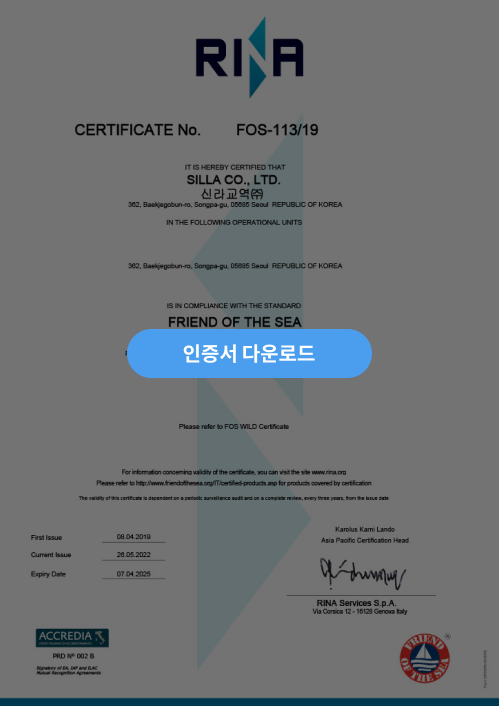 RINA
CERTIFICATE No. FOS-113/19
IT IS HEREBY CERTIFIED THAT
SILLA CO., LTD.
신라교역㈜
362, Baekjegobun-ro, Songpa-gu, 05695 Seoul REPUBLIC OF KOREA
IN THE FOLLOWING OPERATIONAL UNITS
362, Baekjegobun-ro, Songpa-gu, 05695 Seoul REPUBLIC OF KOREA
IS IN COMPLIANCE WITH THE STANDARD
FRIEND OF THE SEA
인증서 다운로드
Please refer to FOS WILD Certificate
For information concerning validity of the certificate, you can visit the site www.rina.org
Please refer to http://www.friendofthesea.org/IT/certified-products.asp for products covered by certification
The validity of this certificate is dependent on a periodic surveillance audit and on a complete review, every three years, from the issue date
First Issue 08.04.2019
Current Issue 26.05.2022
Expiry Date 07.04.2025
Karolus Karni Lando
Asia Pacific Certification Head
RINA Services S.p.A.
Via Corsica 12 - 16128 Genova Italy
ACCREDIA
PRD N° 002 B
Signatory of EA, IAF and ILAC
Mutual Recognition Agreements
FRIEND OF THE SEA